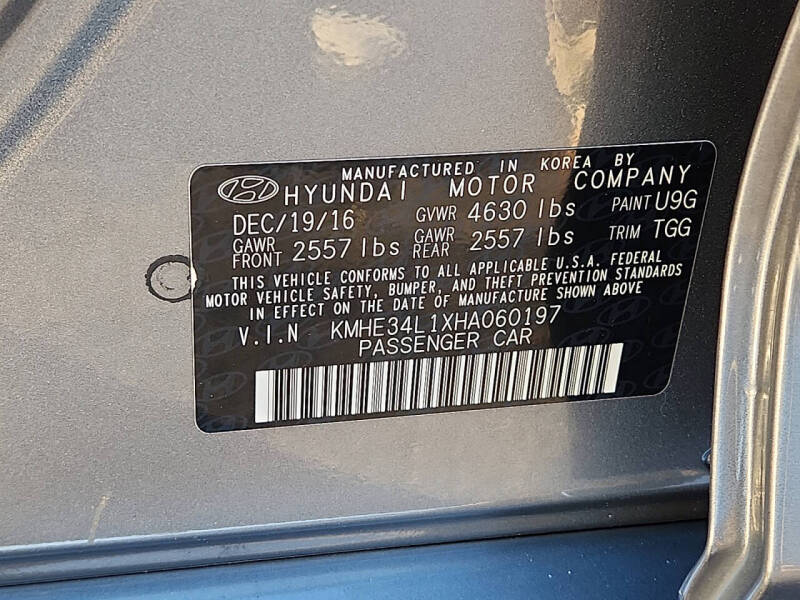 MANUFACTURED IN KOREA BY
HYUNDAI MOTOR COMPANY
DEC/19/16 GVWR 4630 lbs PAINT U9G
GAWR FRONT 2557 lbs GAWR REAR 2557 lbs TRIM TGG
THIS VEHICLE CONFORMS TO ALL APPLICABLE U.S.A. FEDERAL
MOTOR VEHICLE SAFETY, BUMPER, AND THEFT PREVENTION STANDARDS
IN EFFECT ON THE DATE OF MANUFACTURE SHOWN ABOVE
V.I.N KMHE34L1XHA060197
PASSENGER CAR